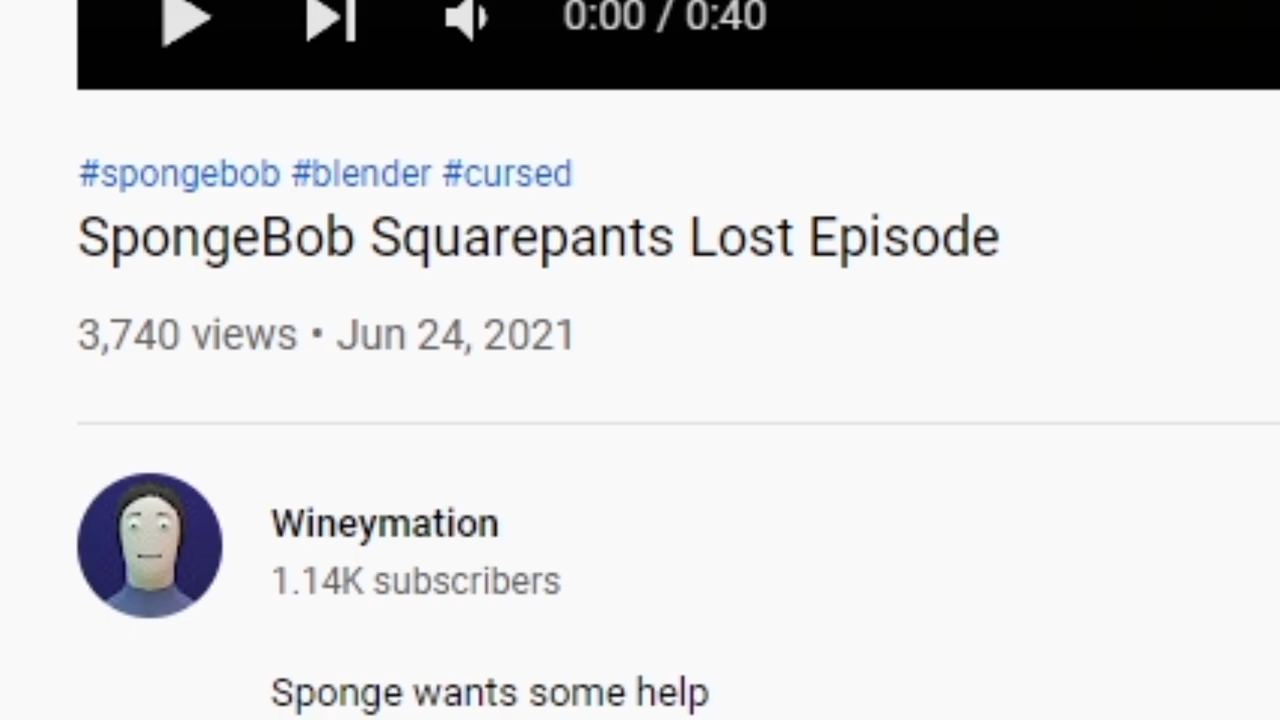 0:00 / 0:40
#spongebob #blender #cursed
SpongeBob Squarepants Lost Episode
3,740 views • Jun 24, 2021
Wineymation
1.14K subscribers
Sponge wants some help